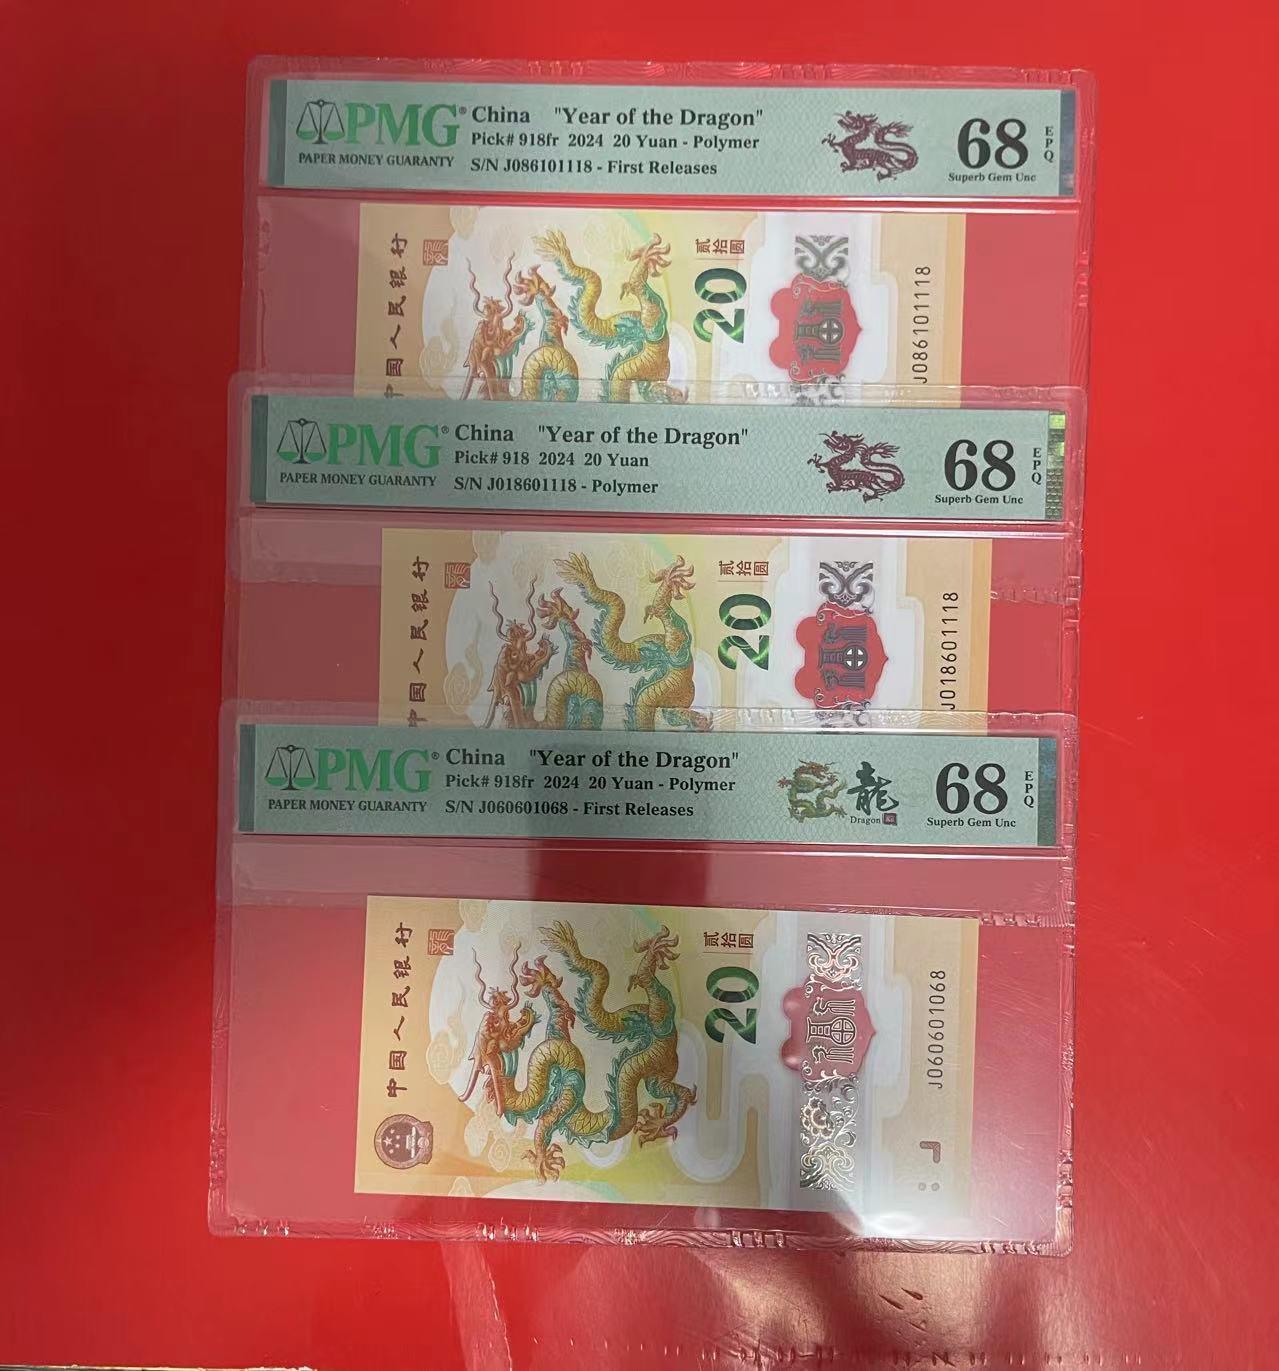 PMG® China "Year of the Dragon"
Pick# 918fr 2024 20 Yuan - Polymer
PAPER MONEY GUARANTY
S/N J086101118 - First Releases
68
EPQ
Superb Gem Unc
中国人民银行
贰拾圆
20
J086101118
PMG® China "Year of the Dragon"
Pick# 918 2024 20 Yuan
PAPER MONEY GUARANTY
S/N J018601118 - Polymer
68
EPQ
Superb Gem Unc
中国人民银行
贰拾圆
20
J018601118
PMG® China "Year of the Dragon"
Pick# 918fr 2024 20 Yuan - Polymer
PAPER MONEY GUARANTY
S/N J060601068 - First Releases
龍
Dragon
68
EPQ
Superb Gem Unc
中国人民银行
贰拾圆
20
J060601068